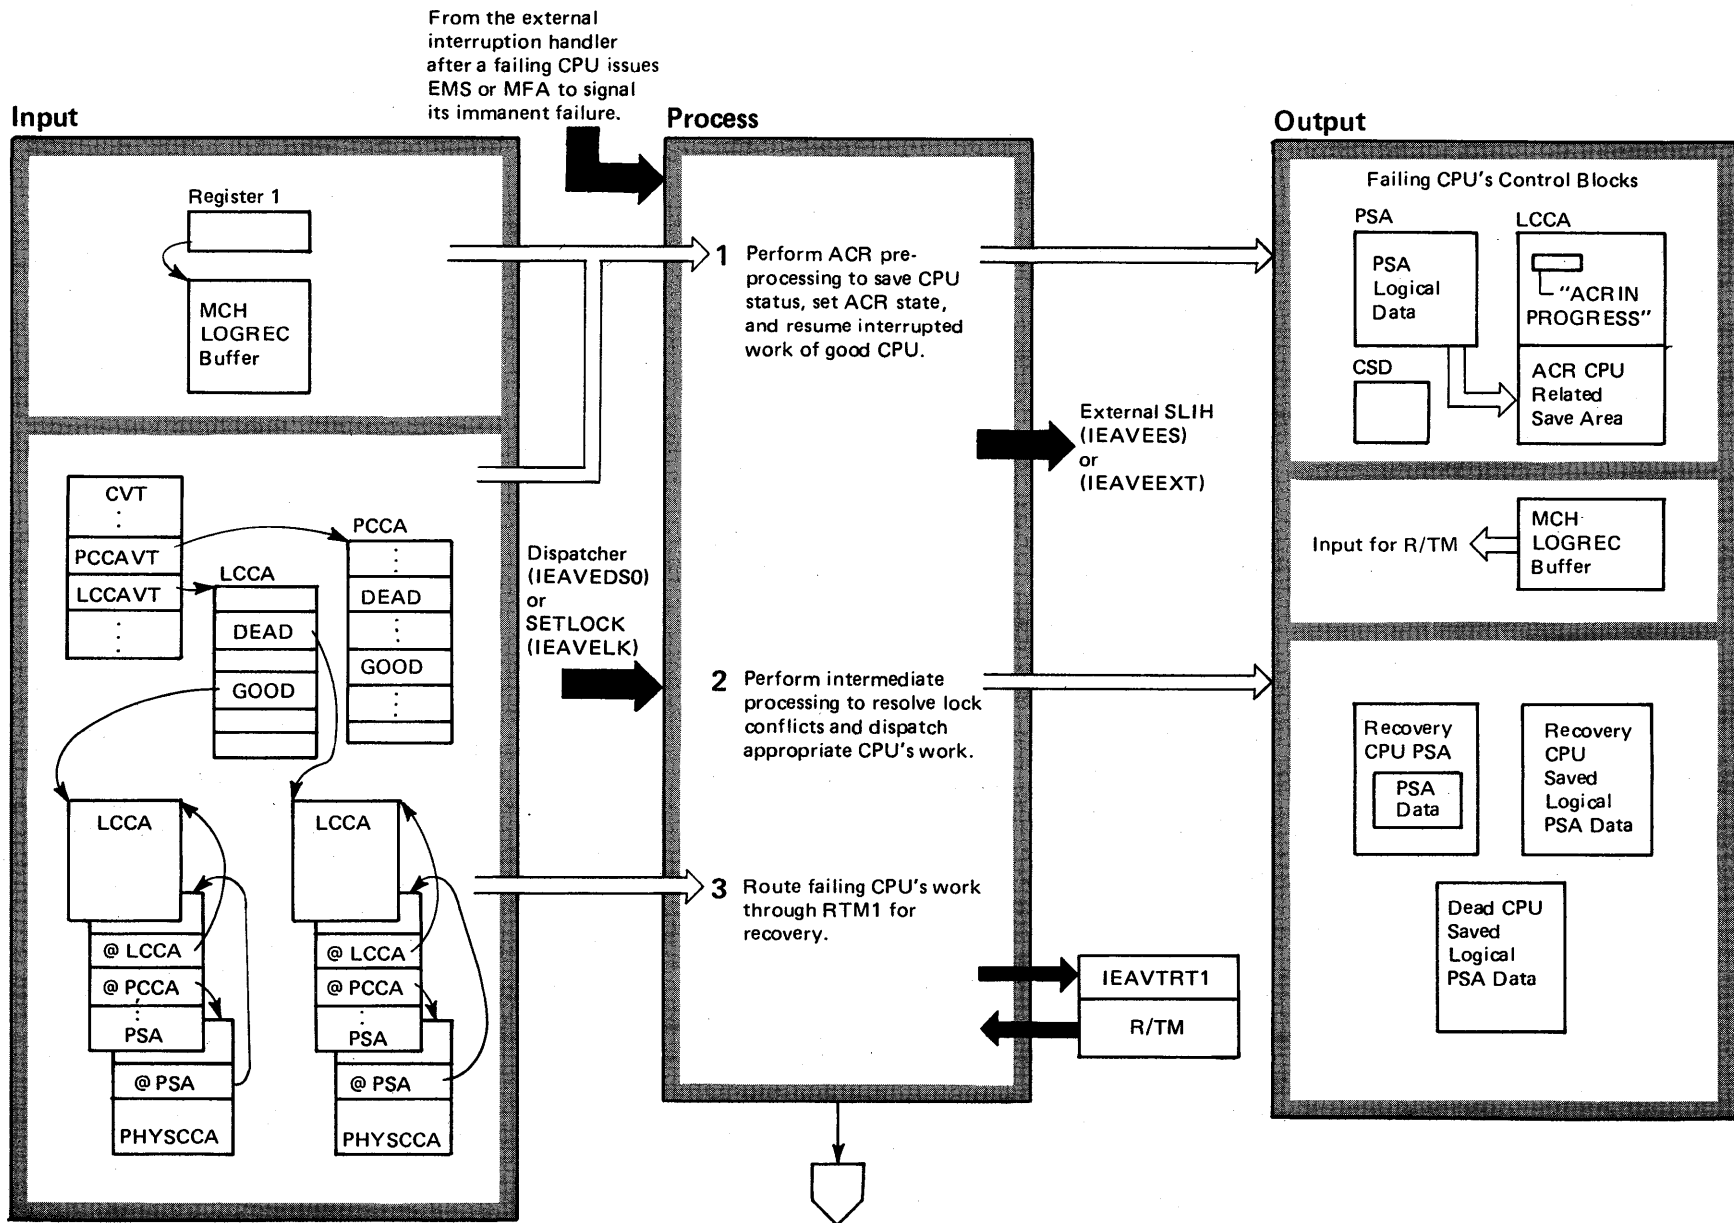 From the external
interruption handler
after a failing CPU issues
EMS or MFA to signal
its immanent failure.
Input
Register 1
MCH
LOGREC
Buffer
CVT
PCCAVT
LCCAVT
LCCA
DEAD
GOOD
PCCA
DEAD
GOOD
LCCA
@ LCCA
@ PCCA
PSA
@ PSA
PHYSCCA
LCCA
@ LCCA
@ PCCA
PSA
@ PSA
PHYSCCA
Dispatcher
(IEAVEDS0)
or
SETLOCK
(IEAVELK)
Process
1 Perform ACR pre-
processing to save CPU
status, set ACR state,
and resume interrupted
work of good CPU.
External SLIH
(IEAVEES)
or
(IEAVEEXT)
2 Perform intermediate
processing to resolve lock
conflicts and dispatch
appropriate CPU's work.
3 Route failing CPU's work
through RTM1 for
recovery.
IEAVTRT1
R/TM
Output
Failing CPU's Control Blocks
PSA
PSA
Logical
Data
LCCA
"ACR IN
PROGRESS"
CSD
ACR CPU
Related
Save Area
Input for R/TM
MCH
LOGREC
Buffer
Recovery
CPU PSA
PSA
Data
Recovery
CPU
Saved
Logical
PSA Data
Dead CPU
Saved
Logical
PSA Data